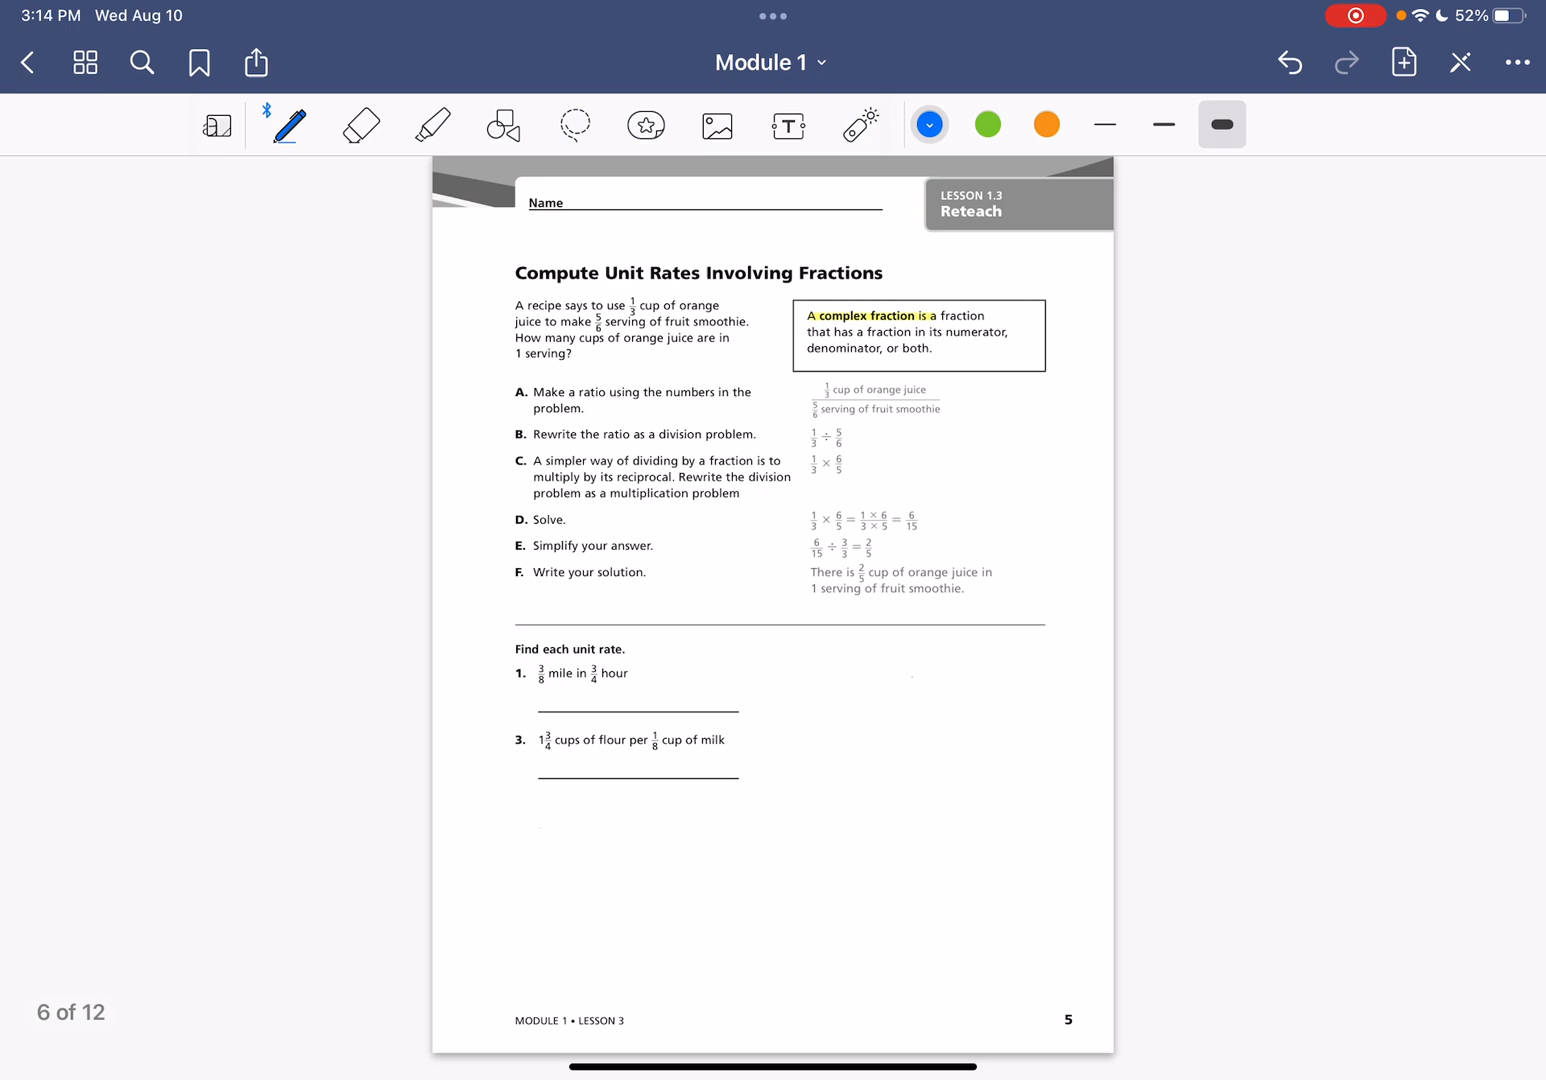 3:14 PM Wed Aug 10
52%
Module 1
Name
LESSON 1.3
Reteach
Compute Unit Rates Involving Fractions
A recipe says to use 1/3 cup of orange
juice to make 5/6 serving of fruit smoothie.
How many cups of orange juice are in
1 serving?
A complex fraction is a fraction
that has a fraction in its numerator,
denominator, or both.
A. Make a ratio using the numbers in the
problem.
1/3 cup of orange juice
5/6 serving of fruit smoothie
B. Rewrite the ratio as a division problem.
1/3 ÷ 5/6
C. A simpler way of dividing by a fraction is to
multiply by its reciprocal. Rewrite the division
problem as a multiplication problem
1/3 × 6/5
D. Solve.
1/3 × 6/5 = 1 × 6/3 × 5 = 6/15
E. Simplify your answer.
6/15 ÷ 3/3 = 2/5
F. Write your solution.
There is 2/5 cup of orange juice in
1 serving of fruit smoothie.
Find each unit rate.
1. 3/8 mile in 3/4 hour
3. 1 3/4 cups of flour per 1/8 cup of milk
6 of 12
MODULE 1 • LESSON 3
5